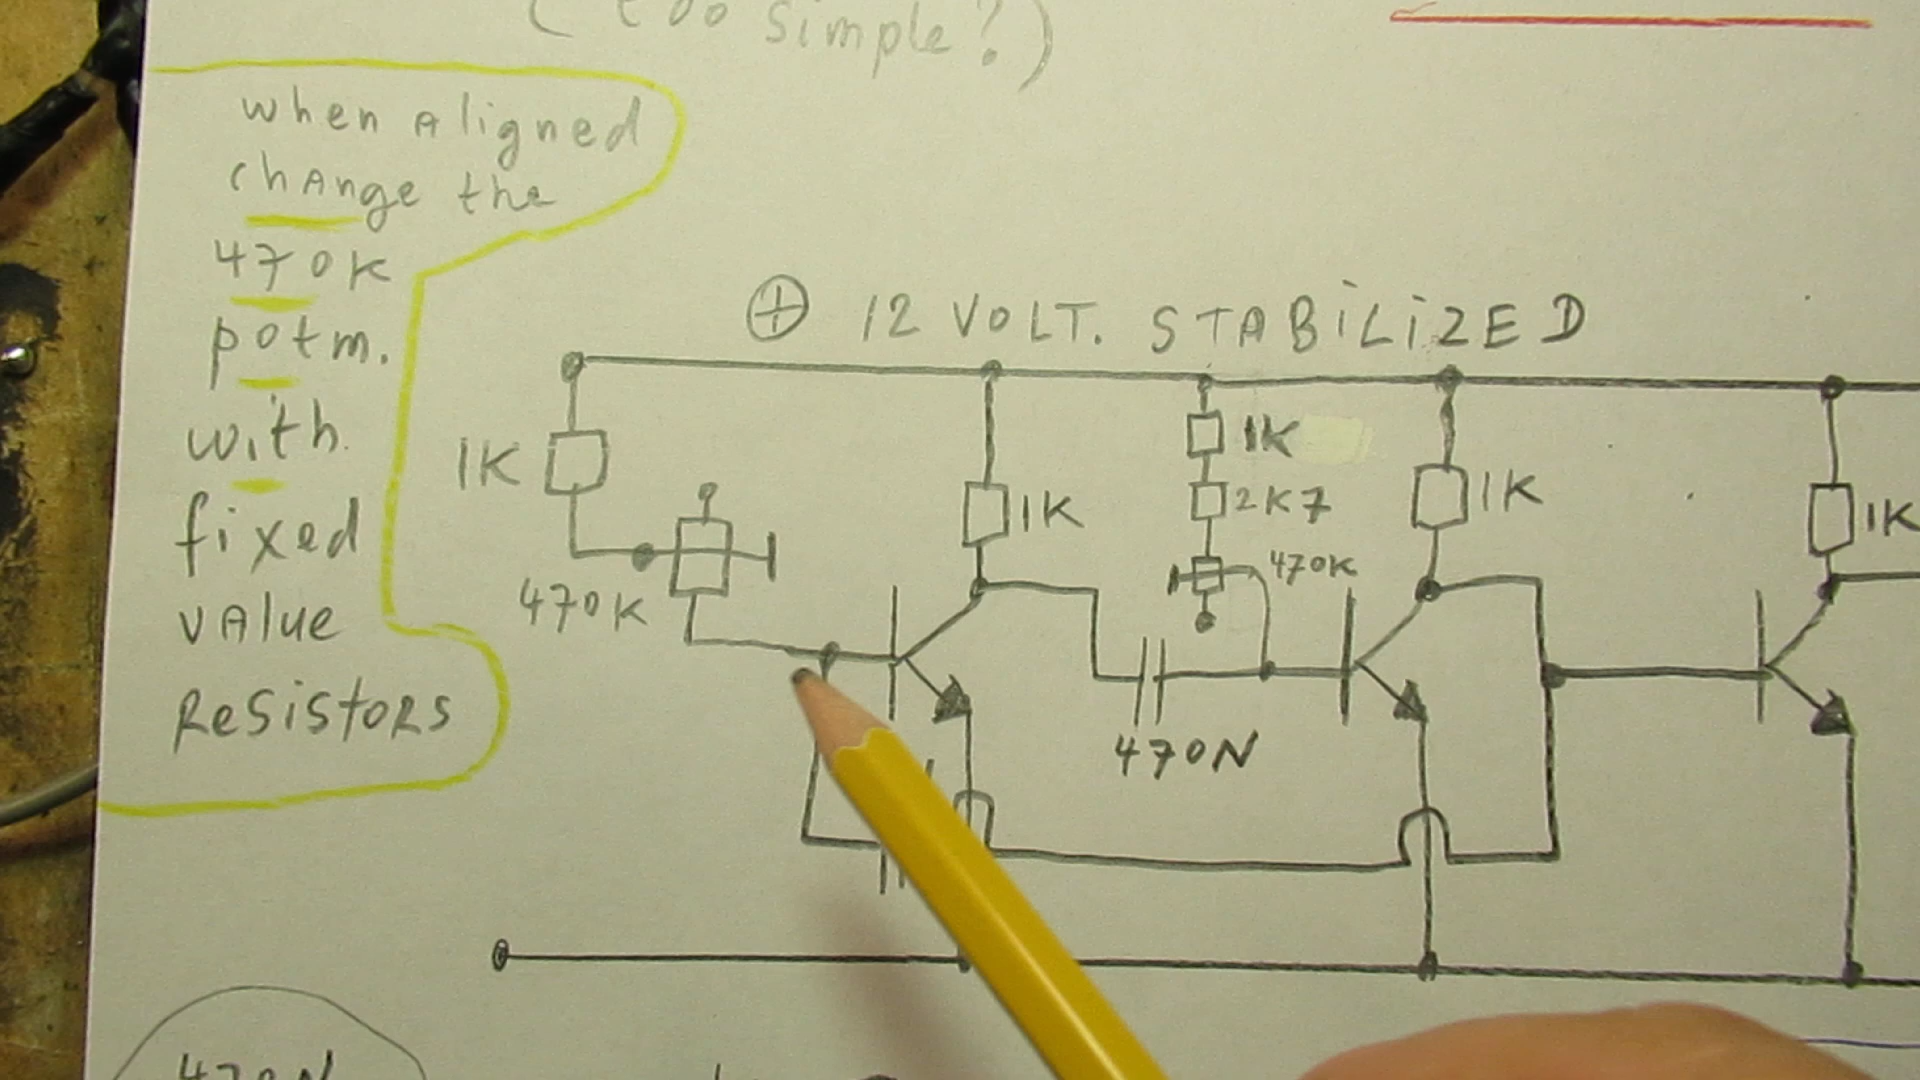 (too simple?)
when aligned
change the
470K
potm.
with
fixed
value
Resistors
⊕ 12 VOLT. STABiLiZED
1K
470K
1K
1K
2K7
470K
470N
1K
1K
470N